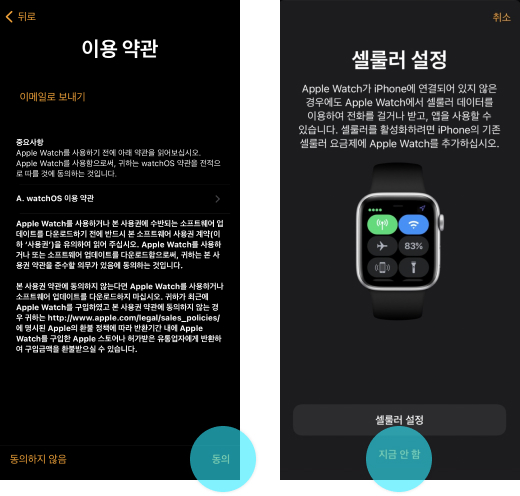 뒤로
이용 약관
이메일로 보내기
중요사항
Apple Watch를 사용하기 전에 아래 약관을 읽어보십시오.
Apple Watch를 사용함으로써, 귀하는 watchOS 약관을 전적으
로 따를 것에 동의하는 것입니다.
A. watchOS 이용 약관
Apple Watch를 사용하거나 본 사용권에 수반되는 소프트웨어 업
데이트를 다운로드하기 전에 반드시 본 소프트웨어 사용권 계약(이
하 ‘사용권’)을 유의하여 읽어 주십시오. Apple Watch를 사용하
거나 또는 소프트웨어 업데이트를 다운로드함으로써, 귀하는 본 사
용권 약관을 준수할 의무가 있음에 동의하는 것입니다.
본 사용권 약관에 동의하지 않는다면 Apple Watch를 사용하거나
소프트웨어 업데이트를 다운로드하지 마십시오. 귀하가 최근에
Apple Watch를 구입하였고 본 사용권 약관에 동의하지 않는 경
우 귀하는 http://www.apple.com/legal/sales_policies/
에 명시된 Apple의 환불 정책에 따라 반환기간 내에 Apple
Watch를 구입한 Apple 스토어나 허가받은 유통업자에게 반환하
여 구입금액을 환불받으실 수 있습니다.
동의하지 않음
동의
취소
셀룰러 설정
Apple Watch가 iPhone에 연결되어 있지 않은
경우에도 Apple Watch에서 셀룰러 데이터를
이용하여 전화를 걸거나 받고, 앱을 사용할 수
있습니다. 셀룰러를 활성화하려면 iPhone의 기존
셀룰러 요금제에 Apple Watch를 추가하십시오.
83%
셀룰러 설정
지금 안 함